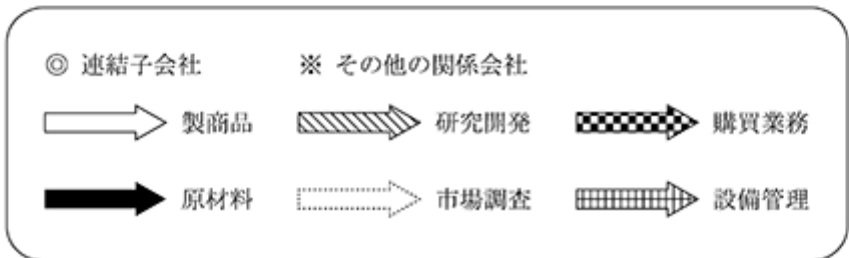 ◎ 連結子会社 ※ その他の関係会社
製商品 研究開発 購買業務
原材料 市場調査 設備管理